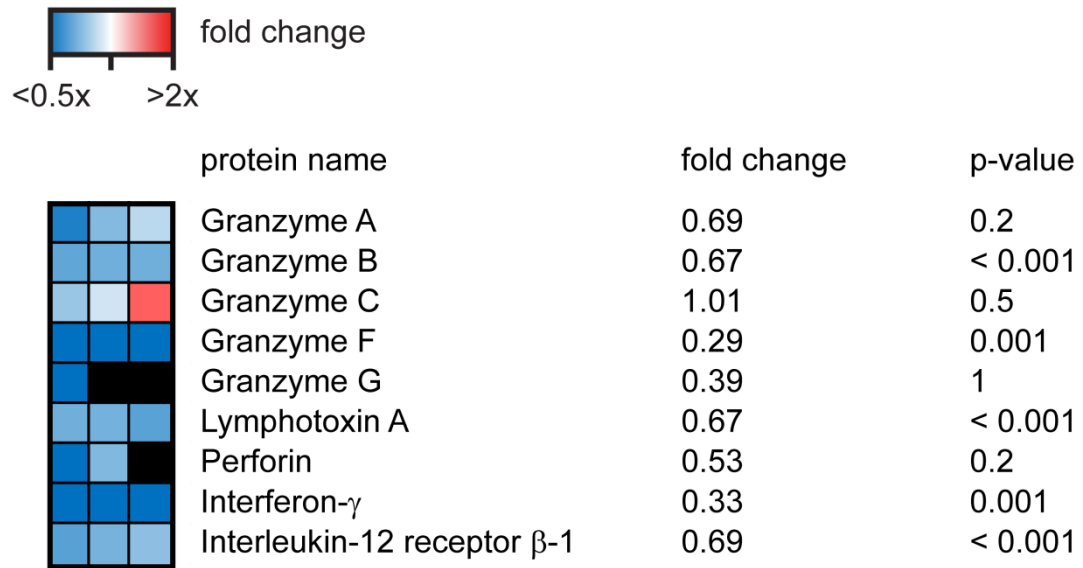 fold change
<0.5x >2x
protein name fold change p-value
Granzyme A 0.69 0.2
Granzyme B 0.67 < 0.001
Granzyme C 1.01 0.5
Granzyme F 0.29 0.001
Granzyme G 0.39 1
Lymphotoxin A 0.67 < 0.001
Perforin 0.53 0.2
Interferon-γ 0.33 0.001
Interleukin-12 receptor β-1 0.69 < 0.001